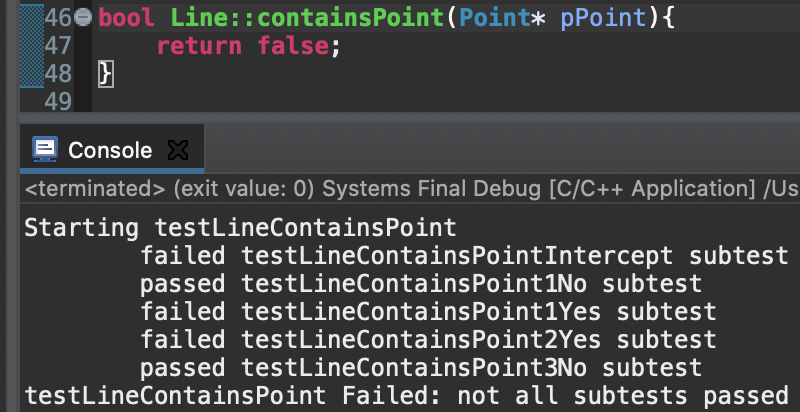 46 bool Line::containsPoint(Point* pPoint){
47 return false;
48 }
49
Console
<terminated> (exit value: 0) Systems Final Debug [C/C++ Application] /Us
Starting testLineContainsPoint
failed testLineContainsPointIntercept subtest
passed testLineContainsPoint1No subtest
failed testLineContainsPoint1Yes subtest
failed testLineContainsPoint2Yes subtest
passed testLineContainsPoint3No subtest
testLineContainsPoint Failed: not all subtests passed